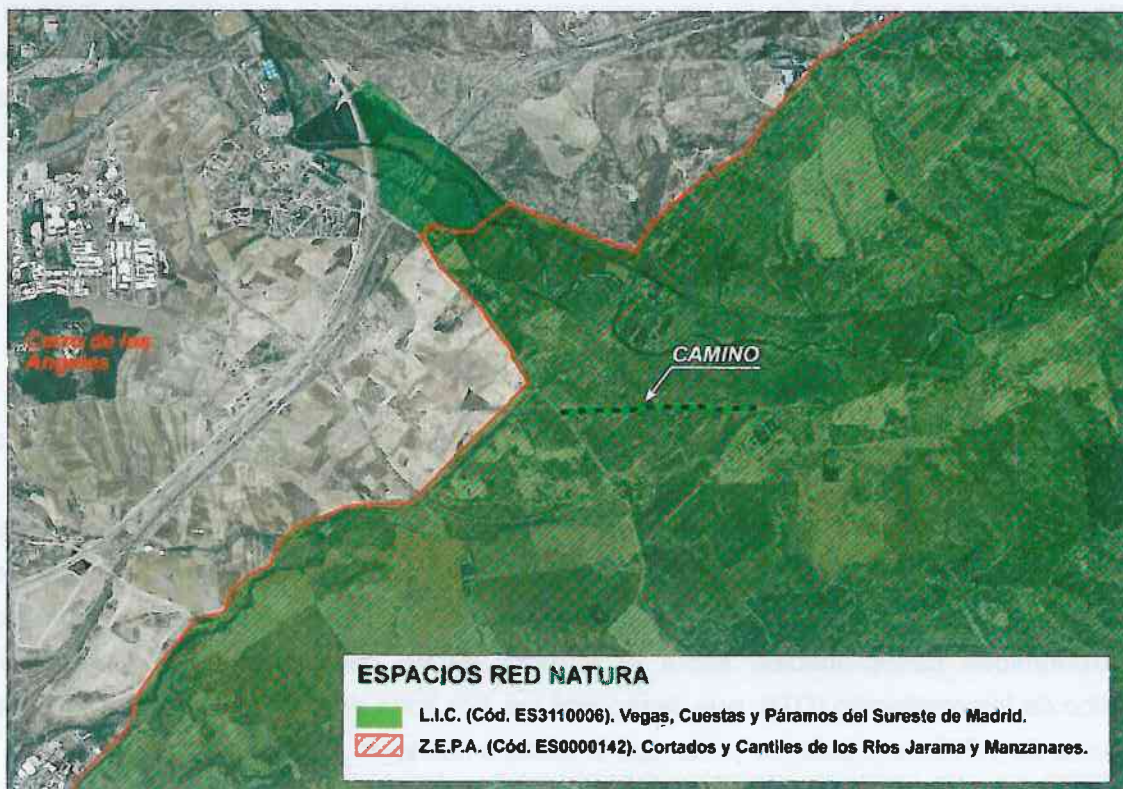 Cerro de los
Angeles
CAMINO
ESPACIOS RED NATURA
L.I.C. (Cód. ES3110006). Vegas, Cuestas y Páramos del Sureste de Madrid.
Z.E.P.A. (Cód. ES0000142). Cortados y Cantiles de los Ríos Jarama y Manzanares.